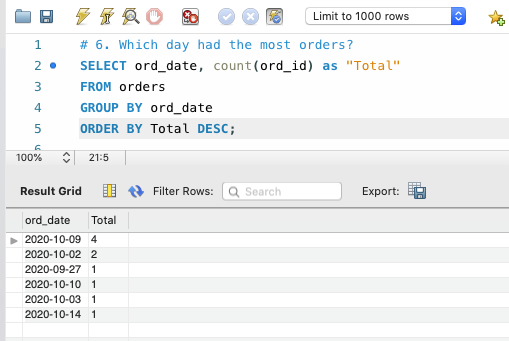 Limit to 1000 rows
1 # 6. Which day had the most orders?
2 SELECT ord_date, count(ord_id) as "Total"
3 FROM orders
4 GROUP BY ord_date
5 ORDER BY Total DESC;
6
100% 21:5
Result Grid Filter Rows: Search Export:
ord_date Total
2020-10-09 4
2020-10-02 2
2020-09-27 1
2020-10-10 1
2020-10-03 1
2020-10-14 1